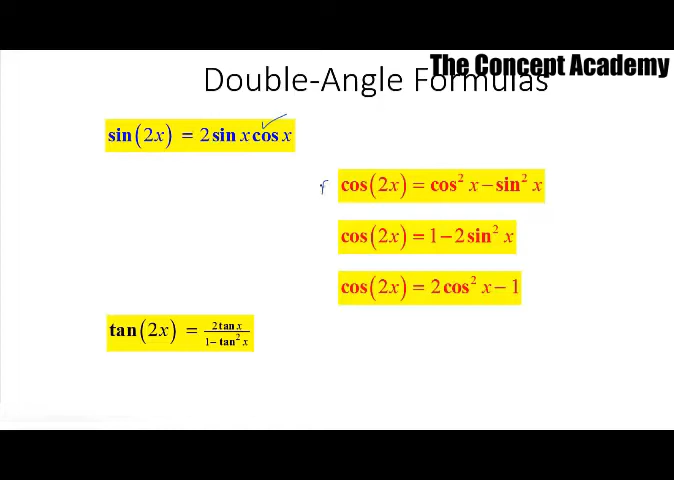 The Concept Academy
Double-Angle Formulas
sin(2x) = 2 sin x cos x
cos(2x) = cos² x − sin² x
cos(2x) = 1 − 2 sin² x
cos(2x) = 2 cos² x − 1
tan(2x) = 2 tan x / 1 − tan² x